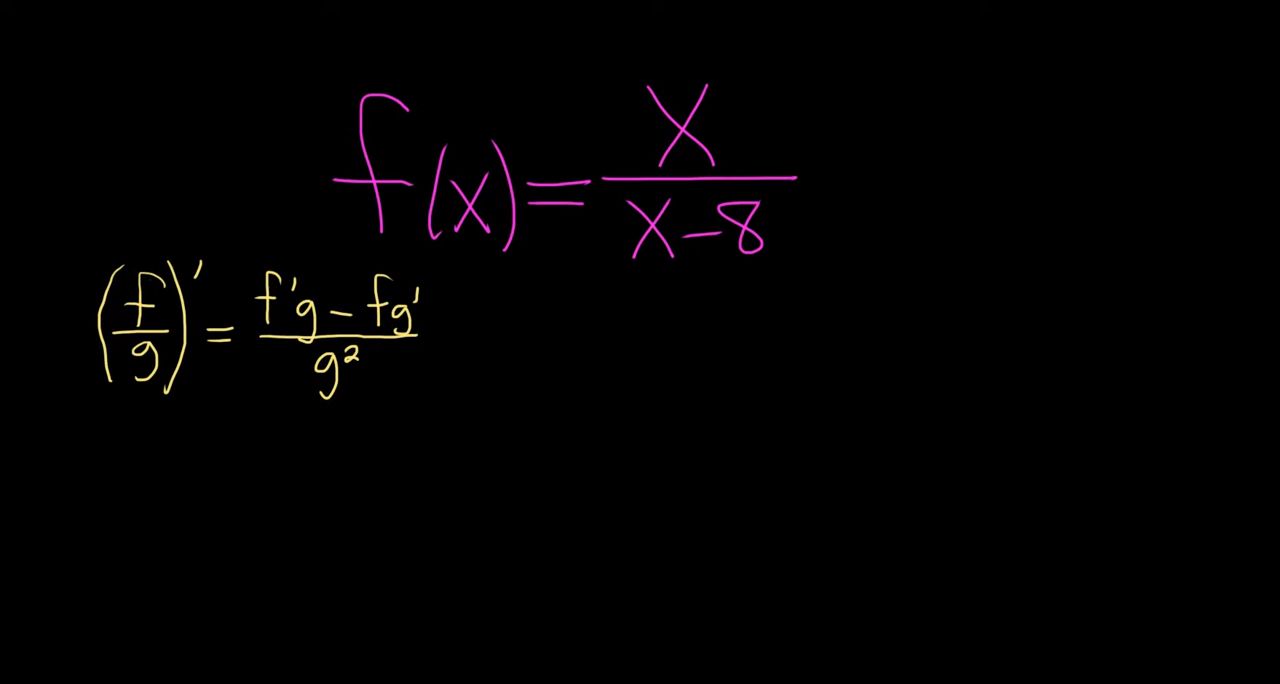 f(x)=x/(x-8)
(f/g)' = (f'g - fg')/g²